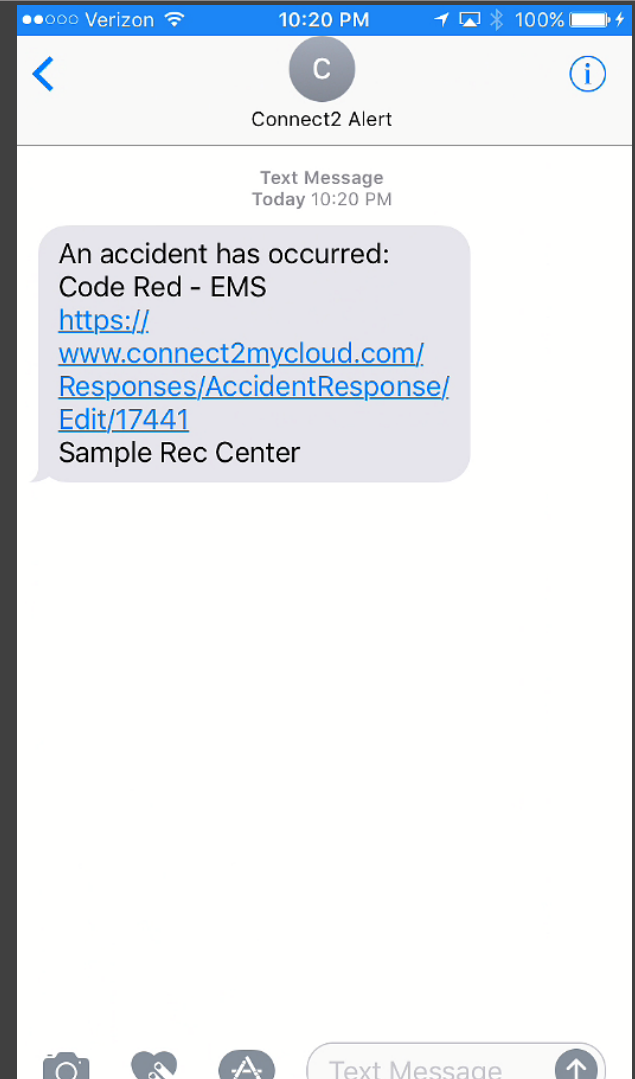 Verizon 10:20 PM 100%
C
Connect2 Alert
Text Message
Today 10:20 PM
An accident has occurred:
Code Red - EMS
https://
www.connect2mycloud.com/
Responses/AccidentResponse/
Edit/17441
Sample Rec Center
Text Message